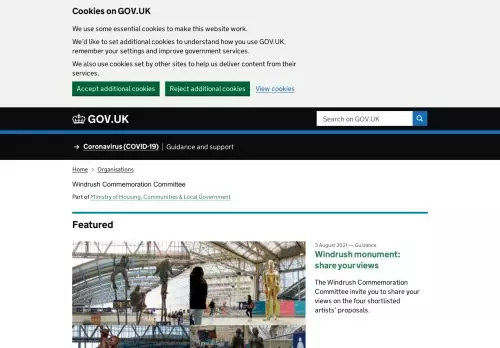 Cookies on GOV.UK
We use some essential cookies to make this website work.
We'd like to set additional cookies to understand how you use GOV.UK,
remember your settings and improve government services.
We also use cookies set by other sites to help us deliver content from their
services.
Accept additional cookies Reject additional cookies View cookies
GOV.UK Search on GOV.UK
→ Coronavirus (COVID-19) | Guidance and support
Home > Organisations
Windrush Commemoration Committee
Part of Ministry of Housing, Communities & Local Government
Featured
3 August 2021 — Guidance
Windrush monument:
share your views
The Windrush Commemoration
Committee invite you to share your
views on the four shortlisted
artists' proposals.